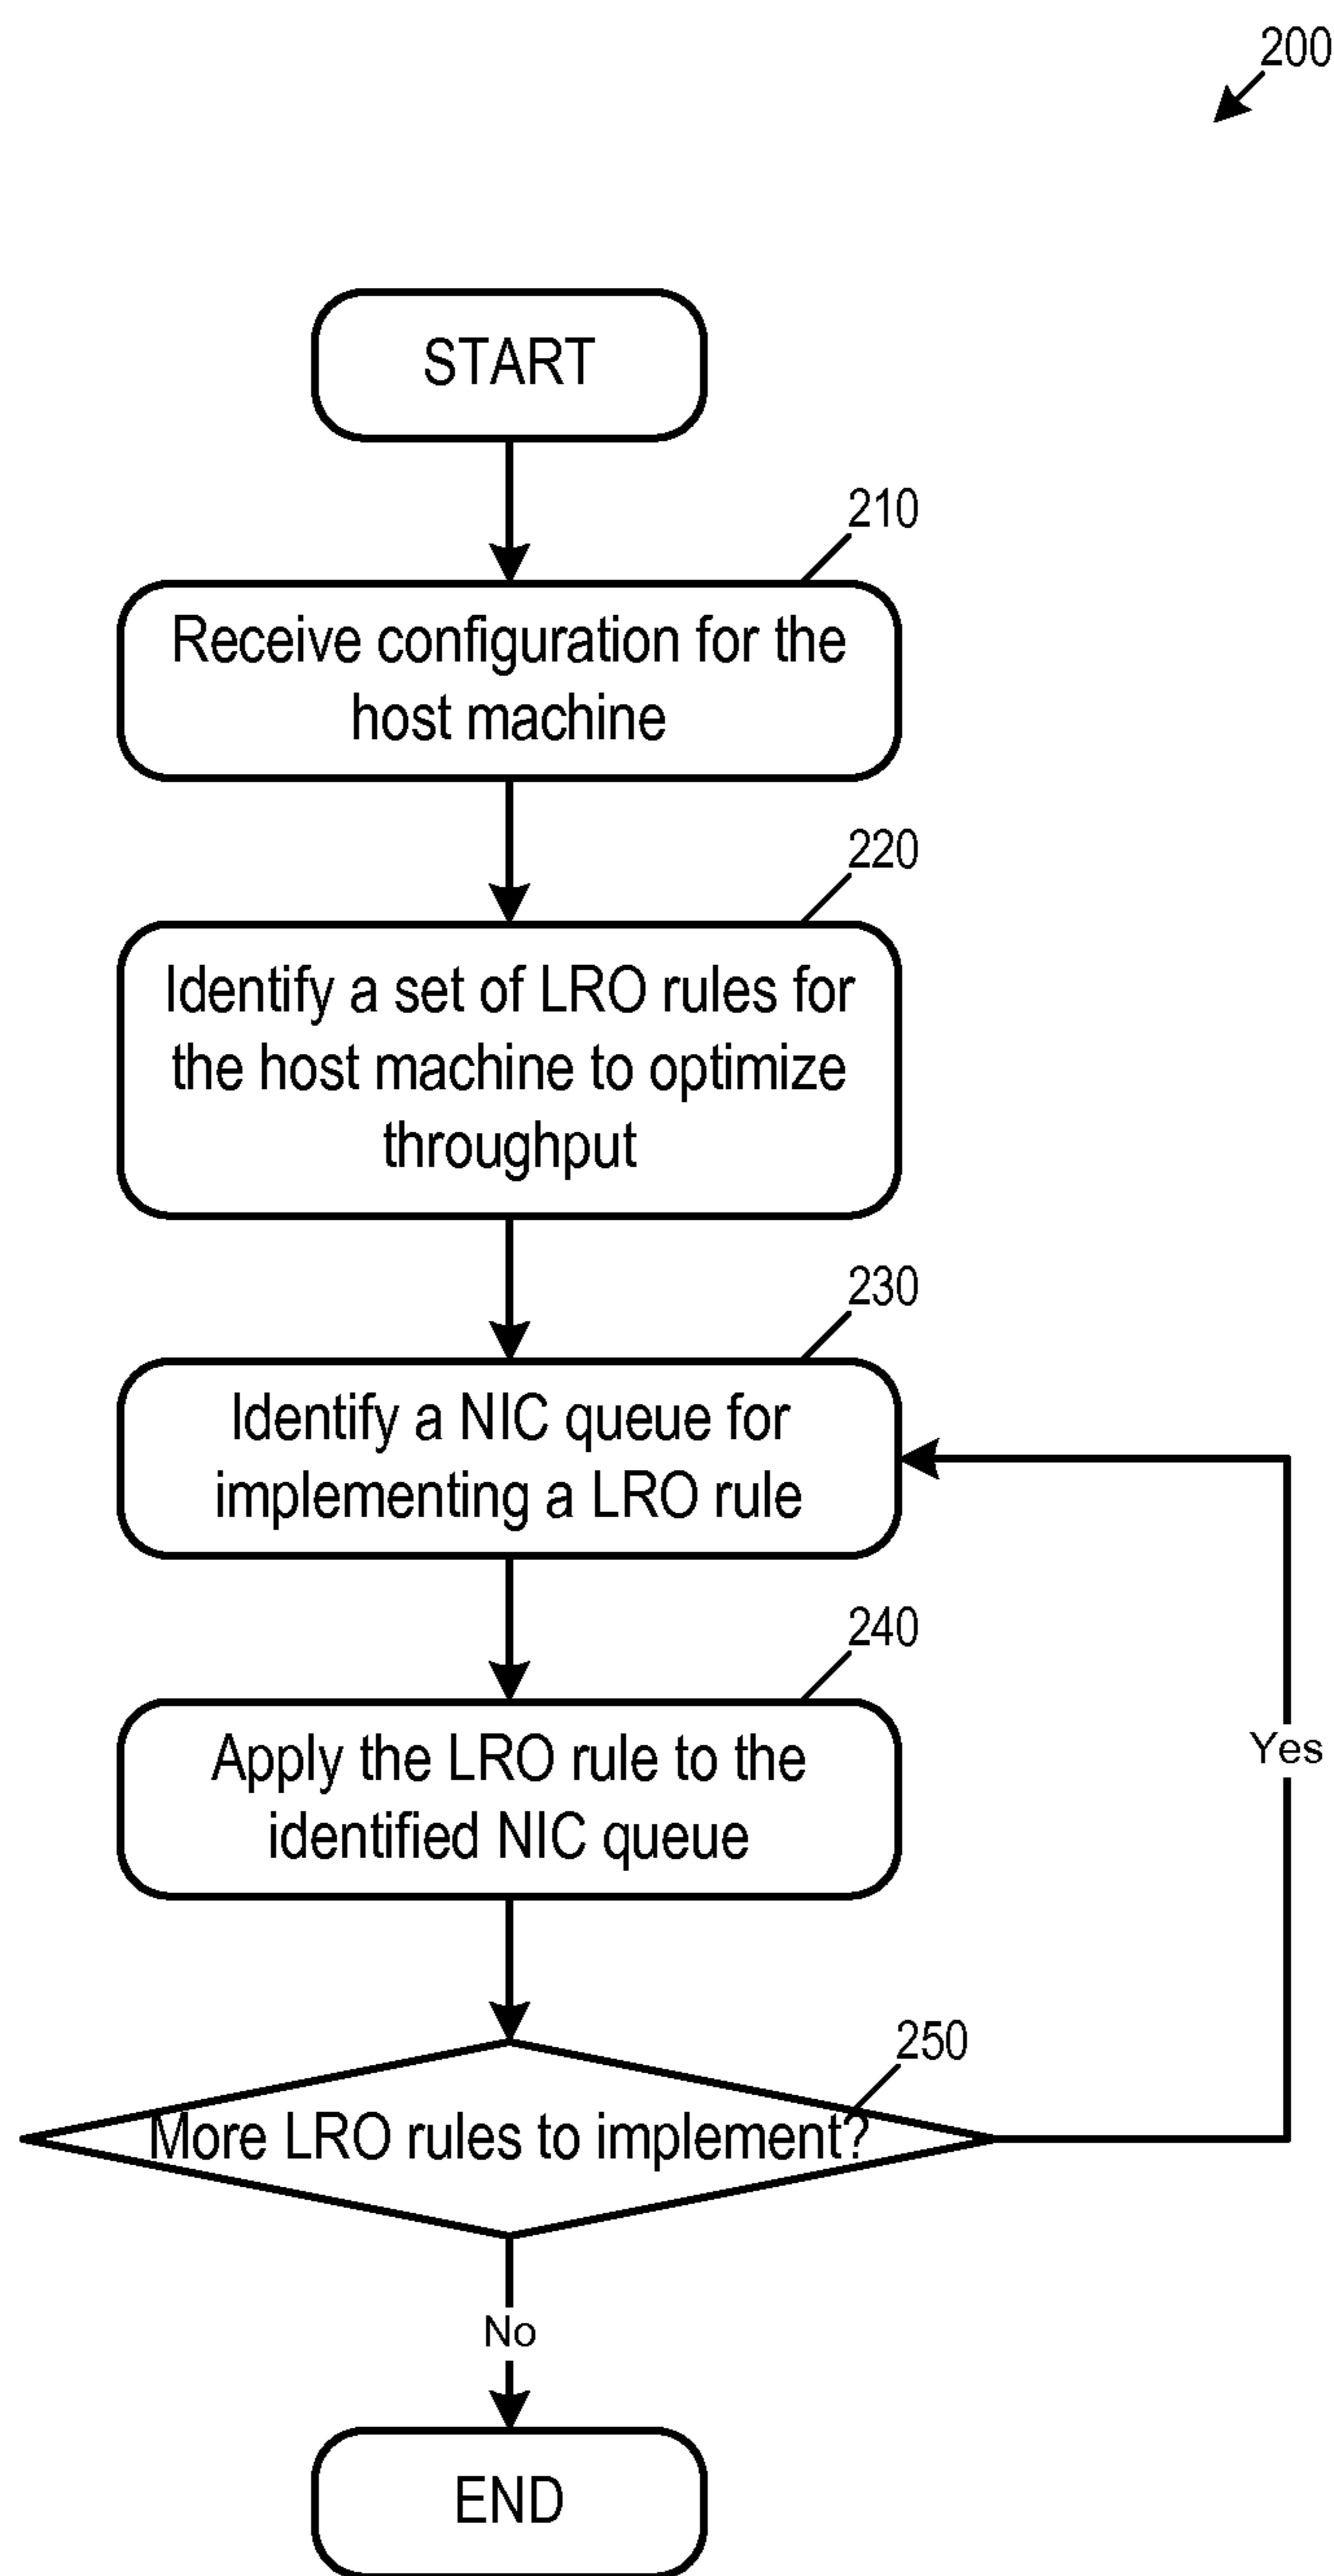 200
START
210
Receive configuration for the
host machine
220
Identify a set of LRO rules for
the host machine to optimize
throughput
230
Identify a NIC queue for
implementing a LRO rule
240
Apply the LRO rule to the
identified NIC queue
Yes
250
More LRO rules to implement?
No
END